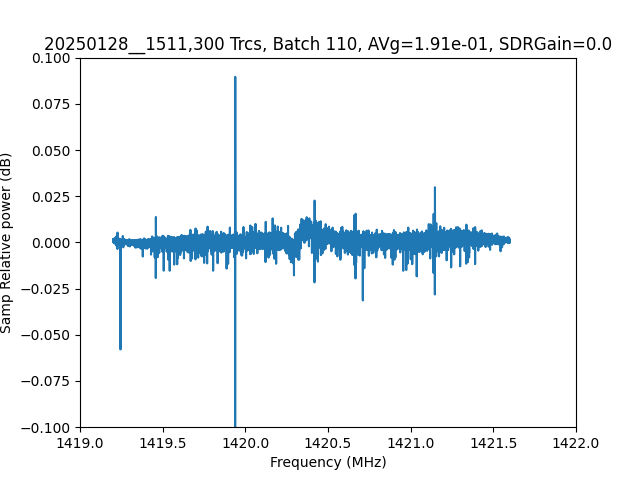 20250128__1511,300 Trcs, Batch 110, AVg=1.91e-01, SDRGain=0.0
0.100
0.075
0.050
0.025
0.000
−0.025
−0.050
−0.075
−0.100
Samp Relative power (dB)
1419.0 1419.5 1420.0 1420.5 1421.0 1421.5 1422.0
Frequency (MHz)